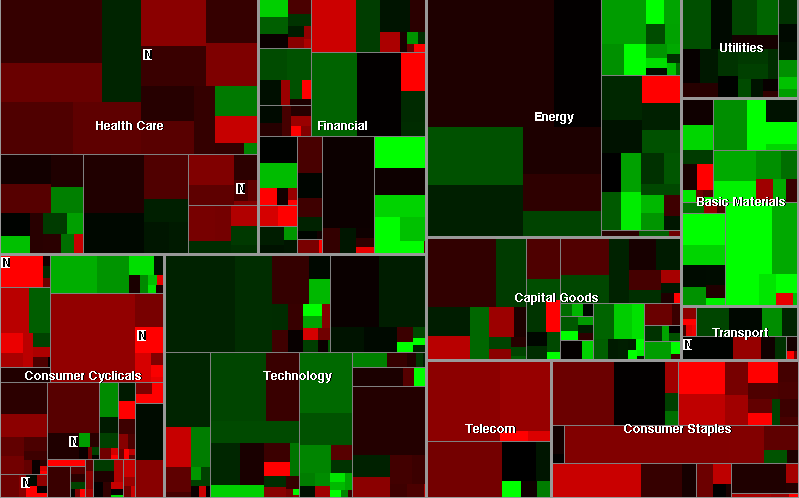 Utilities
Energy
Health Care
Financial
Basic Materials
Capital Goods
Transport
Consumer Cyclicals
Technology
Telecom
Consumer Staples
N
N
N
N
N
N
N